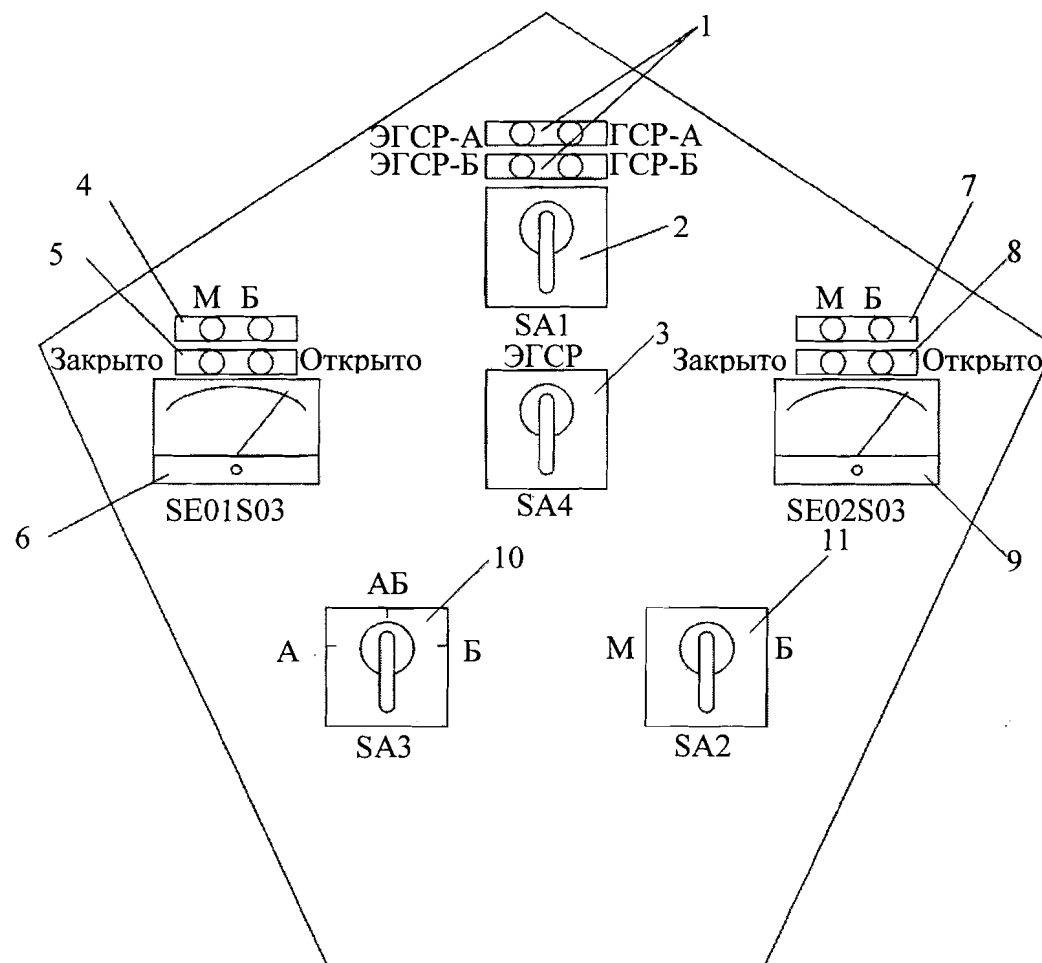 1
ЭГСР-А ГСР-А
ЭГСР-Б ГСР-Б
4
7
2
5
8
М Б
М Б
SA1
3
Закрыто Открыто
ЭГСР
Закрыто Открыто
6
SE01S03
SA4
SE02S03
9
10
11
АБ
А Б
М Б
SA3
SA2